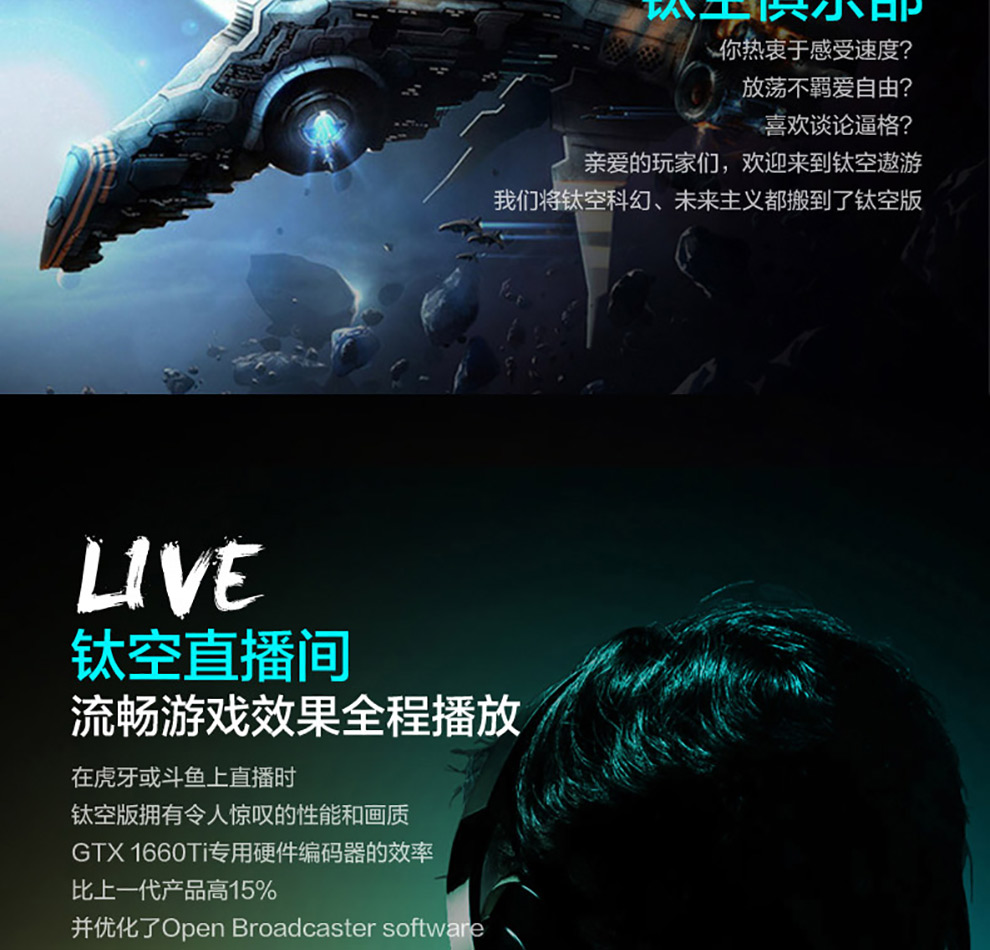 钛空俱乐部
你热衷于感受速度？
放荡不羁爱自由？
喜欢谈论逼格？
亲爱的玩家们，欢迎来到钛空遨游
我们将钛空科幻、未来主义都搬到了钛空版
LIVE
钛空直播间
流畅游戏效果全程播放
在虎牙或斗鱼上直播时
钛空版拥有令人惊叹的性能和画质
GTX 1660Ti专用硬件编码器的效率
比上一代产品高15%
并优化了Open Broadcaster software